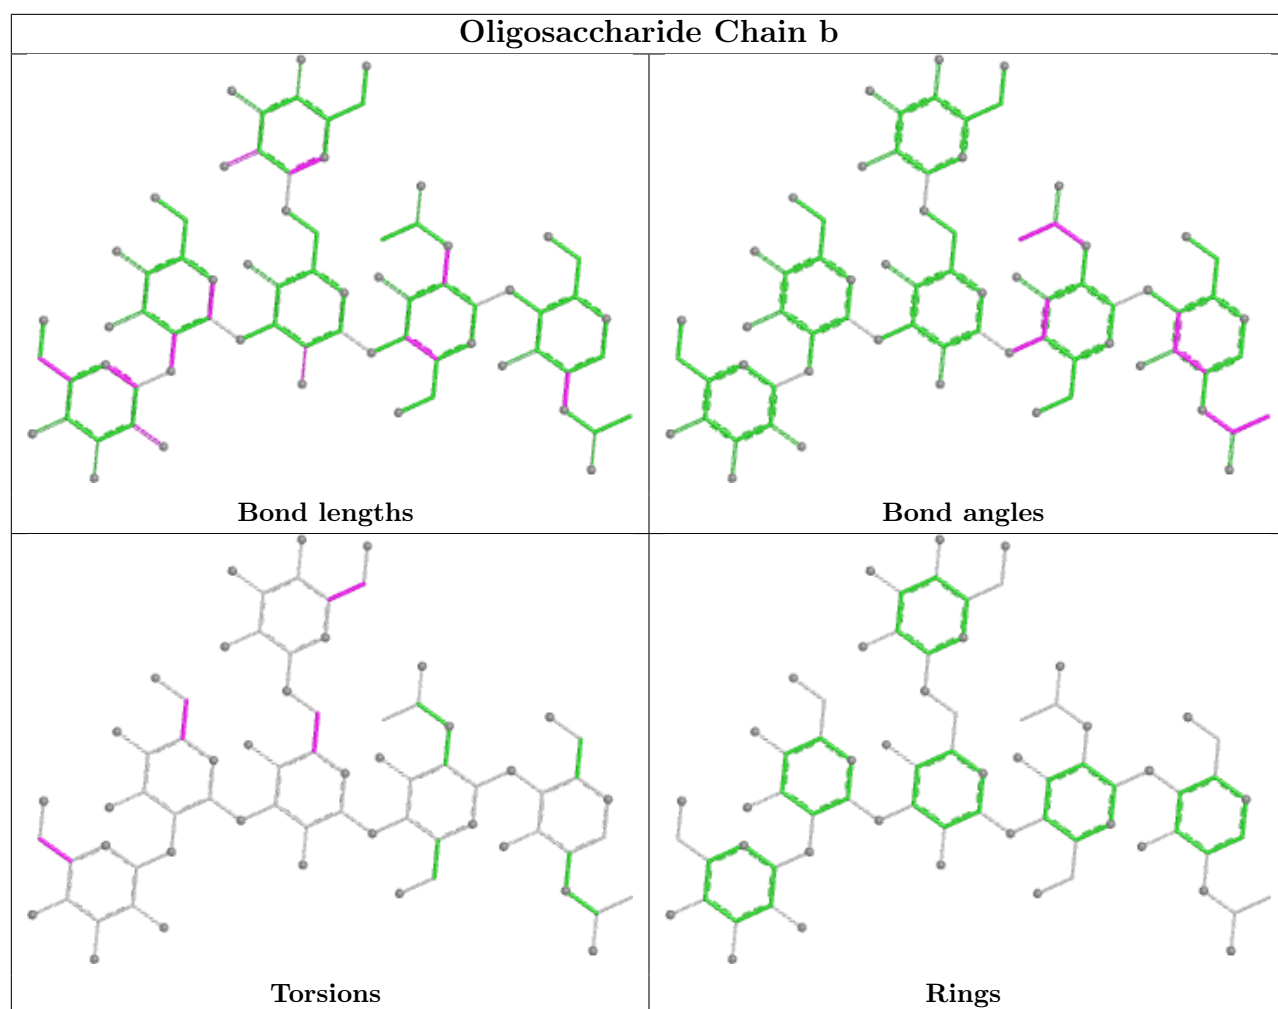 Oligosaccharide Chain b
Bond lengths
Bond angles
Torsions
Rings